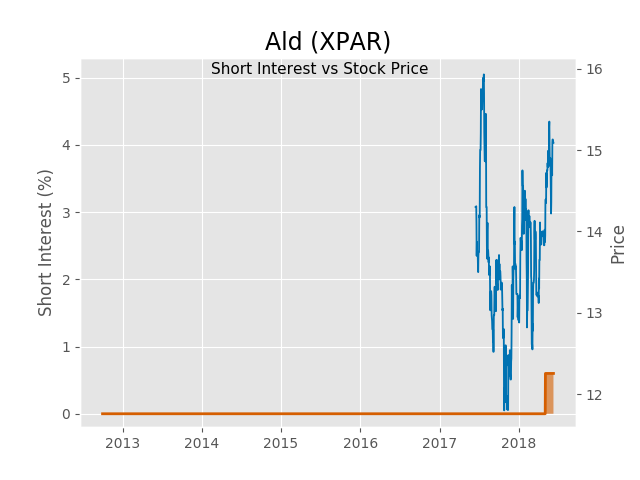 Ald (XPAR)
Short Interest vs Stock Price
Short Interest (%)
5
4
3
2
1
0
16
15
14
13
12
Price
2013 2014 2015 2016 2017 2018